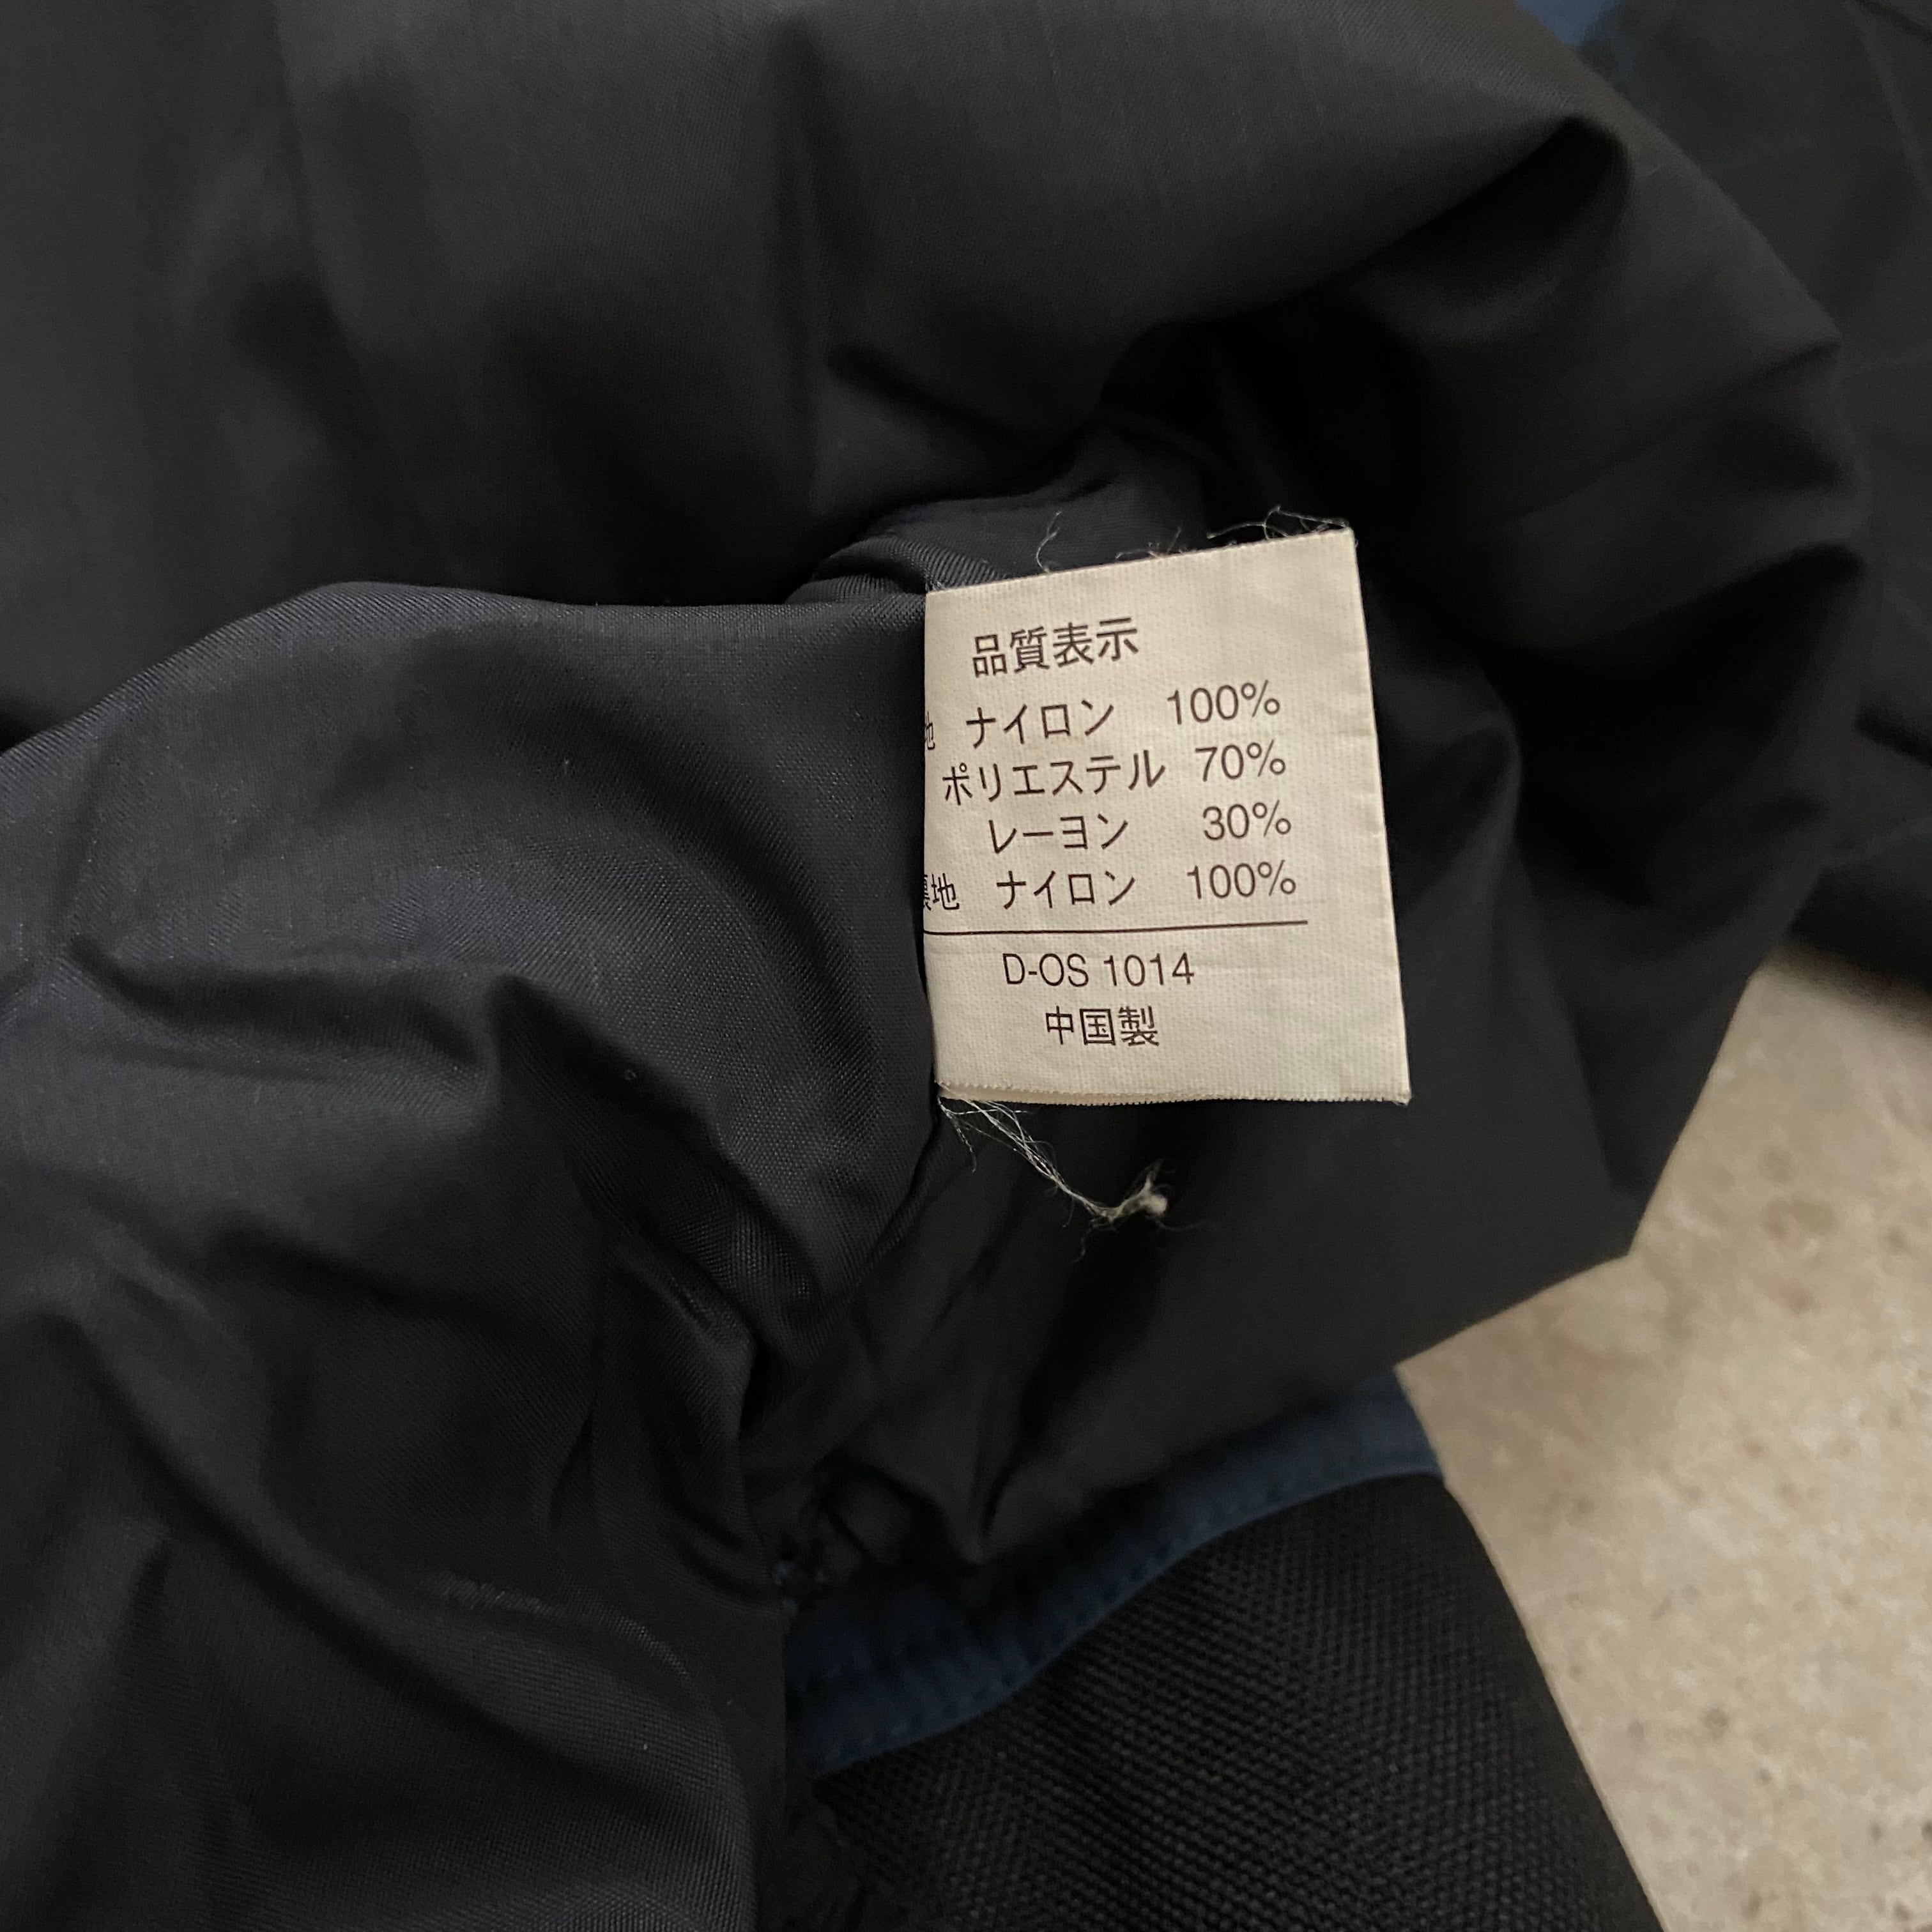 品質表示
地 ナイロン 100%
ポリエステル 70%
レーヨン 30%
裏地 ナイロン 100%
D-OS 1014
中国製